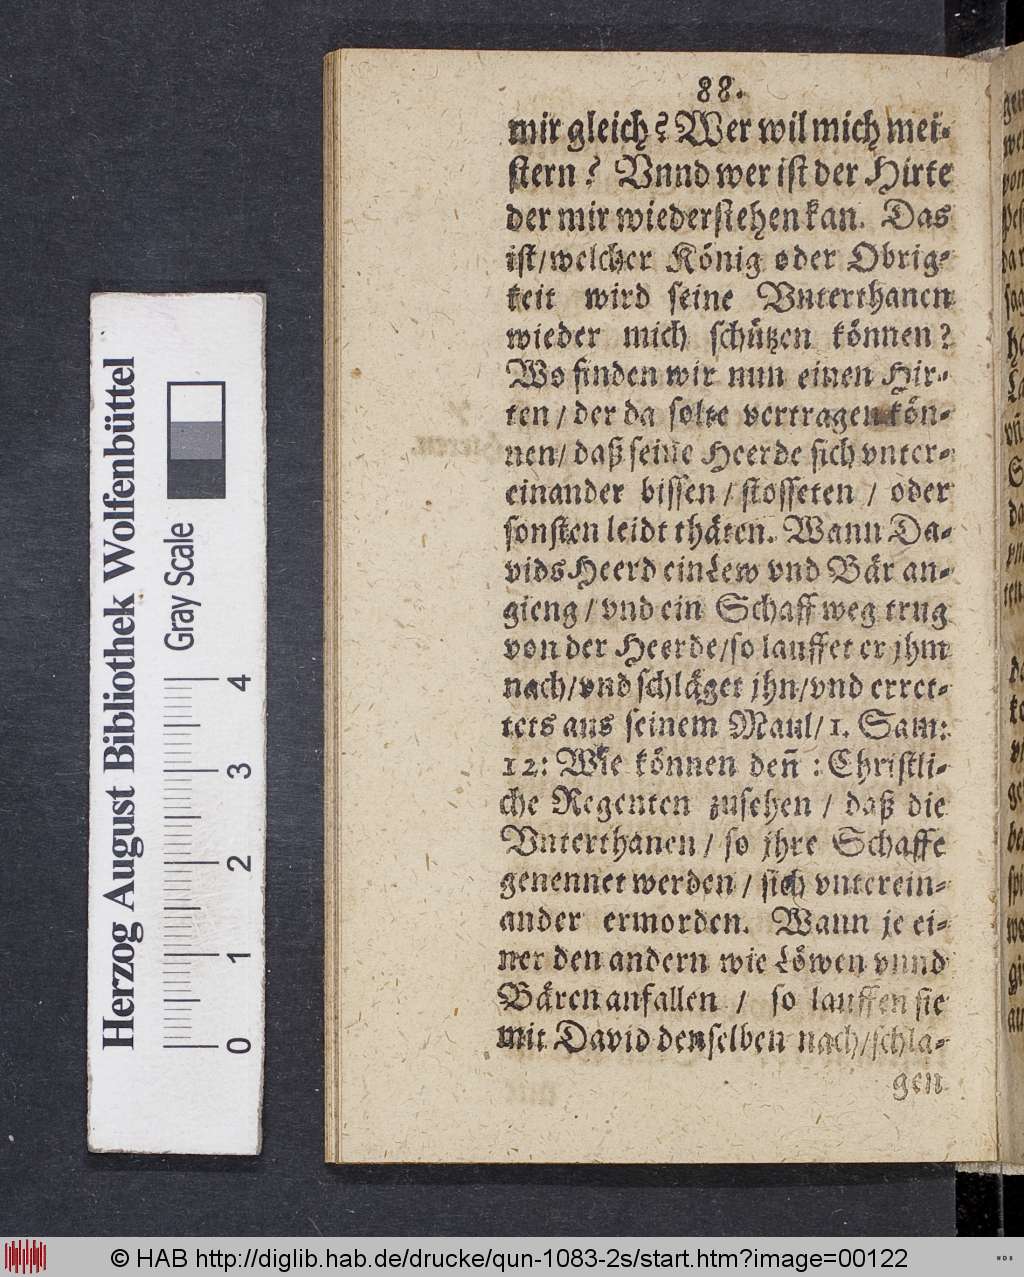 88.
mir gleich? Wer wil mich mei-
stern? Vnnd wer ist der Hirte
der mir wiederstehen kan. Das
ist/welcher König oder Obrig-
keit wird seine Vnterthanen
wieder mich schützen können?
Wo finden wir nun einen Hir-
ten / der da solte vertragen kön-
nen/ daß seine Heerde sich vnter-
einander bissen / stosseten / oder
sonsten leidt thäten. Wann Da-
vids Heerd ein Lew vnd Bär an-
gieng / vnd ein Schaff weg trug
von der Heerde/so lauffet er jhm
nach/vnd schläget jhn/vnd erret-
tets aus seinem Maul/ 1. Sam:
12: Wie können deñ : Christli-
che Regenten zusehen / daß die
Vnterthanen / so jhre Schaffe
genennet werden / sich vnterein-
ander ermorden. Wann je ei-
ner den andern wie Löwen vnnd
Bären anfallen / so lauffen sie
mit David denselben nach/schla-
gen
Herzog August Bibliothek Wolfenbüttel
Gray Scale
0 1 2 3 4
© HAB http://diglib.hab.de/drucke/qun-1083-2s/start.htm?image=00122